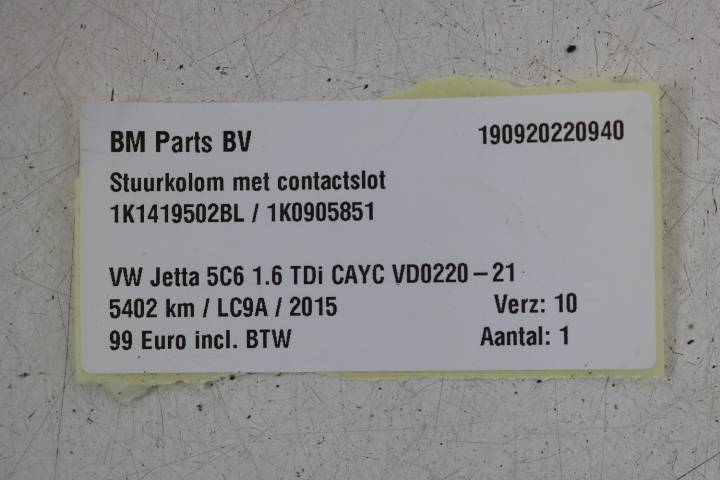 BM Parts BV 190920220940
Stuurkolom met contactslot
1K1419502BL / 1K0905851
VW Jetta 5C6 1.6 TDi CAYC VD0220-21
5402 km / LC9A / 2015 Verz: 10
99 Euro incl. BTW Aantal: 1